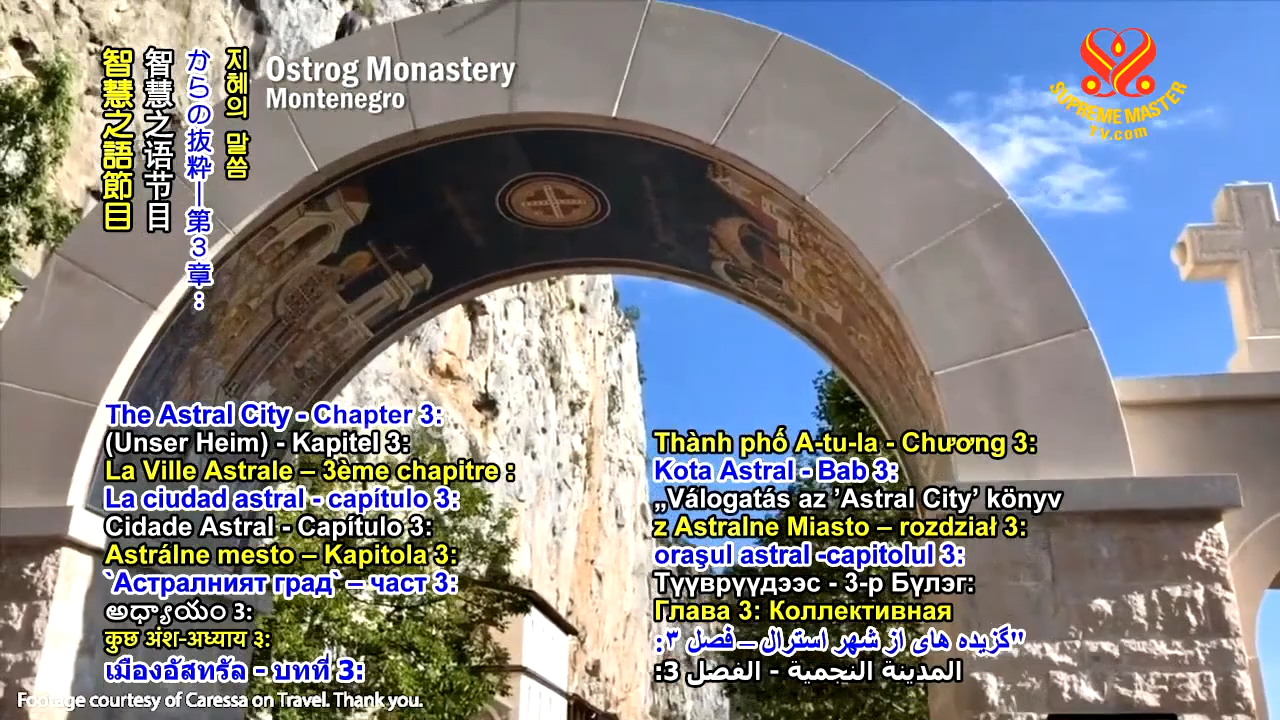 智慧之語節目
智慧之语节目
からの抜粋—第3章:
지혜의 말씀
Ostrog Monastery
Montenegro
SUPREME MASTER
TV.com
The Astral City - Chapter 3:
(Unser Heim) - Kapitel 3:
La Ville Astrale – 3ème chapitre :
La ciudad astral - capítulo 3:
Cidade Astral - Capítulo 3:
Astrálne mesto – Kapitola 3:
`Астралният град` – част 3:
అధ్యాయం 3:
कुछ अंश-अध्याय ३:
เมืองอัสทรัล - บทที่ 3:
Thành phố A-tu-la - Chương 3:
Kota Astral - Bab 3:
„Válogatás az ’Astral City’ könyv
z Astralne Miasto – rozdział 3:
oraşul astral -capitolul 3:
Түүврүүдээс - 3-р Бүлэг:
Глава 3: Коллективная
"گزیده های از شهر استرال – فصل ۳:
المدينة النجمية - الفصل 3:
Footage courtesy of Caressa on Travel. Thank you.